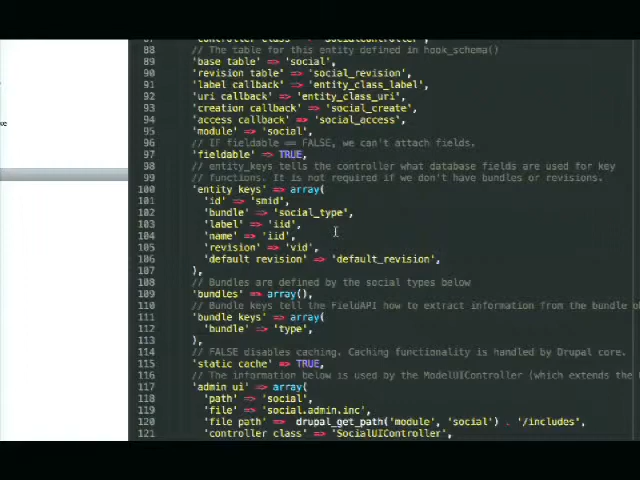 87 'controller class' => 'SocialController',
88 // The table for this entity defined in hook_schema()
89 'base table' => 'social',
90 'revision table' => 'social_revision',
91 'label callback' => 'entity_class_label',
92 'uri callback' => 'entity_class_uri',
93 'creation callback' => 'social_create',
94 'access callback' => 'social_access',
95 'module' => 'social',
96 // IF fieldable == FALSE, we can't attach fields.
97 'fieldable' => TRUE,
98 // entity_keys tells the controller what database fields are used for key
99 // functions. It is not required if we don't have bundles or revisions.
100 'entity keys' => array(
101 'id' => 'smid',
102 'bundle' => 'social_type',
103 'label' => 'iid',
104 'name' => 'iid',
105 'revision' => 'vid',
106 'default revision' => 'default_revision',
107 ),
108 // Bundles are defined by the social types below
109 'bundles' => array(),
110 // Bundle keys tell the FieldAPI how to extract information from the bundle o
111 'bundle keys' => array(
112 'bundle' => 'type',
113 ),
114 // FALSE disables caching. Caching functionality is handled by Drupal core.
115 'static cache' => TRUE,
116 // The information below is used by the ModelUIController (which extends the
117 'admin ui' => array(
118 'path' => 'social',
119 'file' => 'social.admin.inc',
120 'file path' => drupal_get_path('module', 'social') . '/includes',
121 'controller class' => 'SocialUIController',